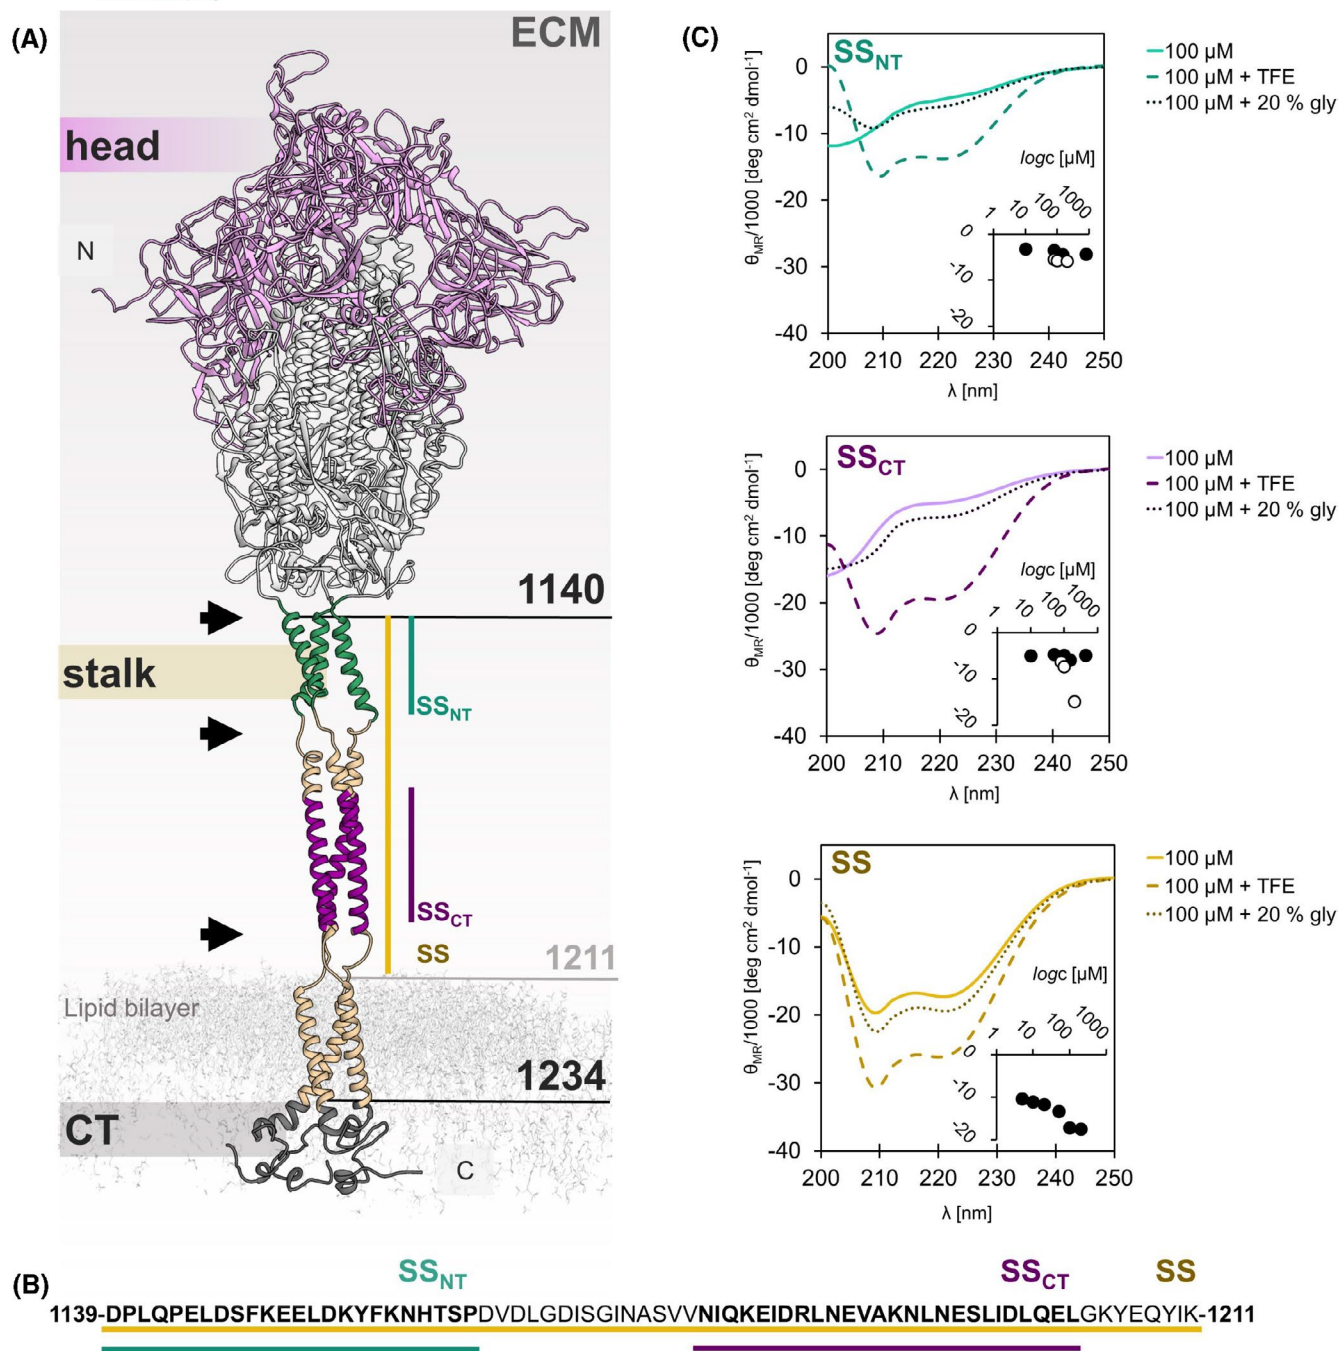 (A)
ECM
head
N
1140
stalk
SSNT
SSCT
SS
1211
Lipid bilayer
1234
CT
C
(C)
SSNT
100 µM
100 µM + TFE
100 µM + 20 % gly
0
-10
-20
-30
-40
200 210 220 230 240 250
λ [nm]
θMR/1000 [deg cm² dmol⁻¹]
logc [µM]
1 10 100 1000
0
-10
-20
SSCT
100 µM
100 µM + TFE
100 µM + 20 % gly
0
-10
-20
-30
-40
200 210 220 230 240 250
λ [nm]
θMR/1000 [deg cm² dmol⁻¹]
logc [µM]
1 10 100 1000
0
-10
-20
SS
100 µM
100 µM + TFE
100 µM + 20 % gly
0
-10
-20
-30
-40
200 210 220 230 240 250
λ [nm]
θMR/1000 [deg cm² dmol⁻¹]
logc [µM]
1 10 100 1000
0
-10
-20
(B)
SSNT SSCT SS
1139-DPLQPELDSFKEELDKYFKNHTSPDVDLGDISGINASVVNIQKEIDRLNEVAKNLNESLIDLQELGKYEQYIK-1211